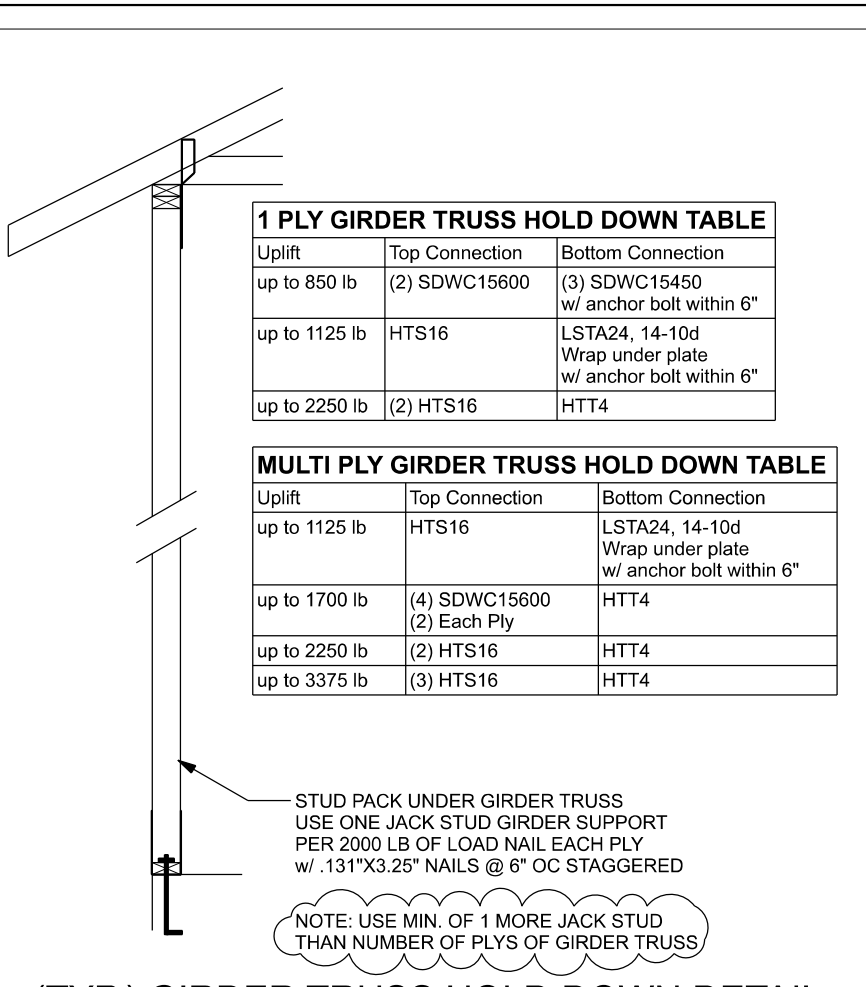 1 PLY GIRDER TRUSS HOLD DOWN TABLE
Uplift Top Connection Bottom Connection
up to 850 lb (2) SDWC15600 (3) SDWC15450
w/ anchor bolt within 6"
up to 1125 lb HTS16 LSTA24, 14-10d
Wrap under plate
w/ anchor bolt within 6"
up to 2250 lb (2) HTS16 HTT4
MULTI PLY GIRDER TRUSS HOLD DOWN TABLE
Uplift Top Connection Bottom Connection
up to 1125 lb HTS16 LSTA24, 14-10d
Wrap under plate
w/ anchor bolt within 6"
up to 1700 lb (4) SDWC15600 HTT4
(2) Each Ply
up to 2250 lb (2) HTS16 HTT4
up to 3375 lb (3) HTS16 HTT4
STUD PACK UNDER GIRDER TRUSS
USE ONE JACK STUD GIRDER SUPPORT
PER 2000 LB OF LOAD NAIL EACH PLY
w/ .131"X3.25" NAILS @ 6" OC STAGGERED
NOTE: USE MIN. OF 1 MORE JACK STUD
THAN NUMBER OF PLYS OF GIRDER TRUSS
(TYP.) GIRDER TRUSS HOLD DOWN DETAIL